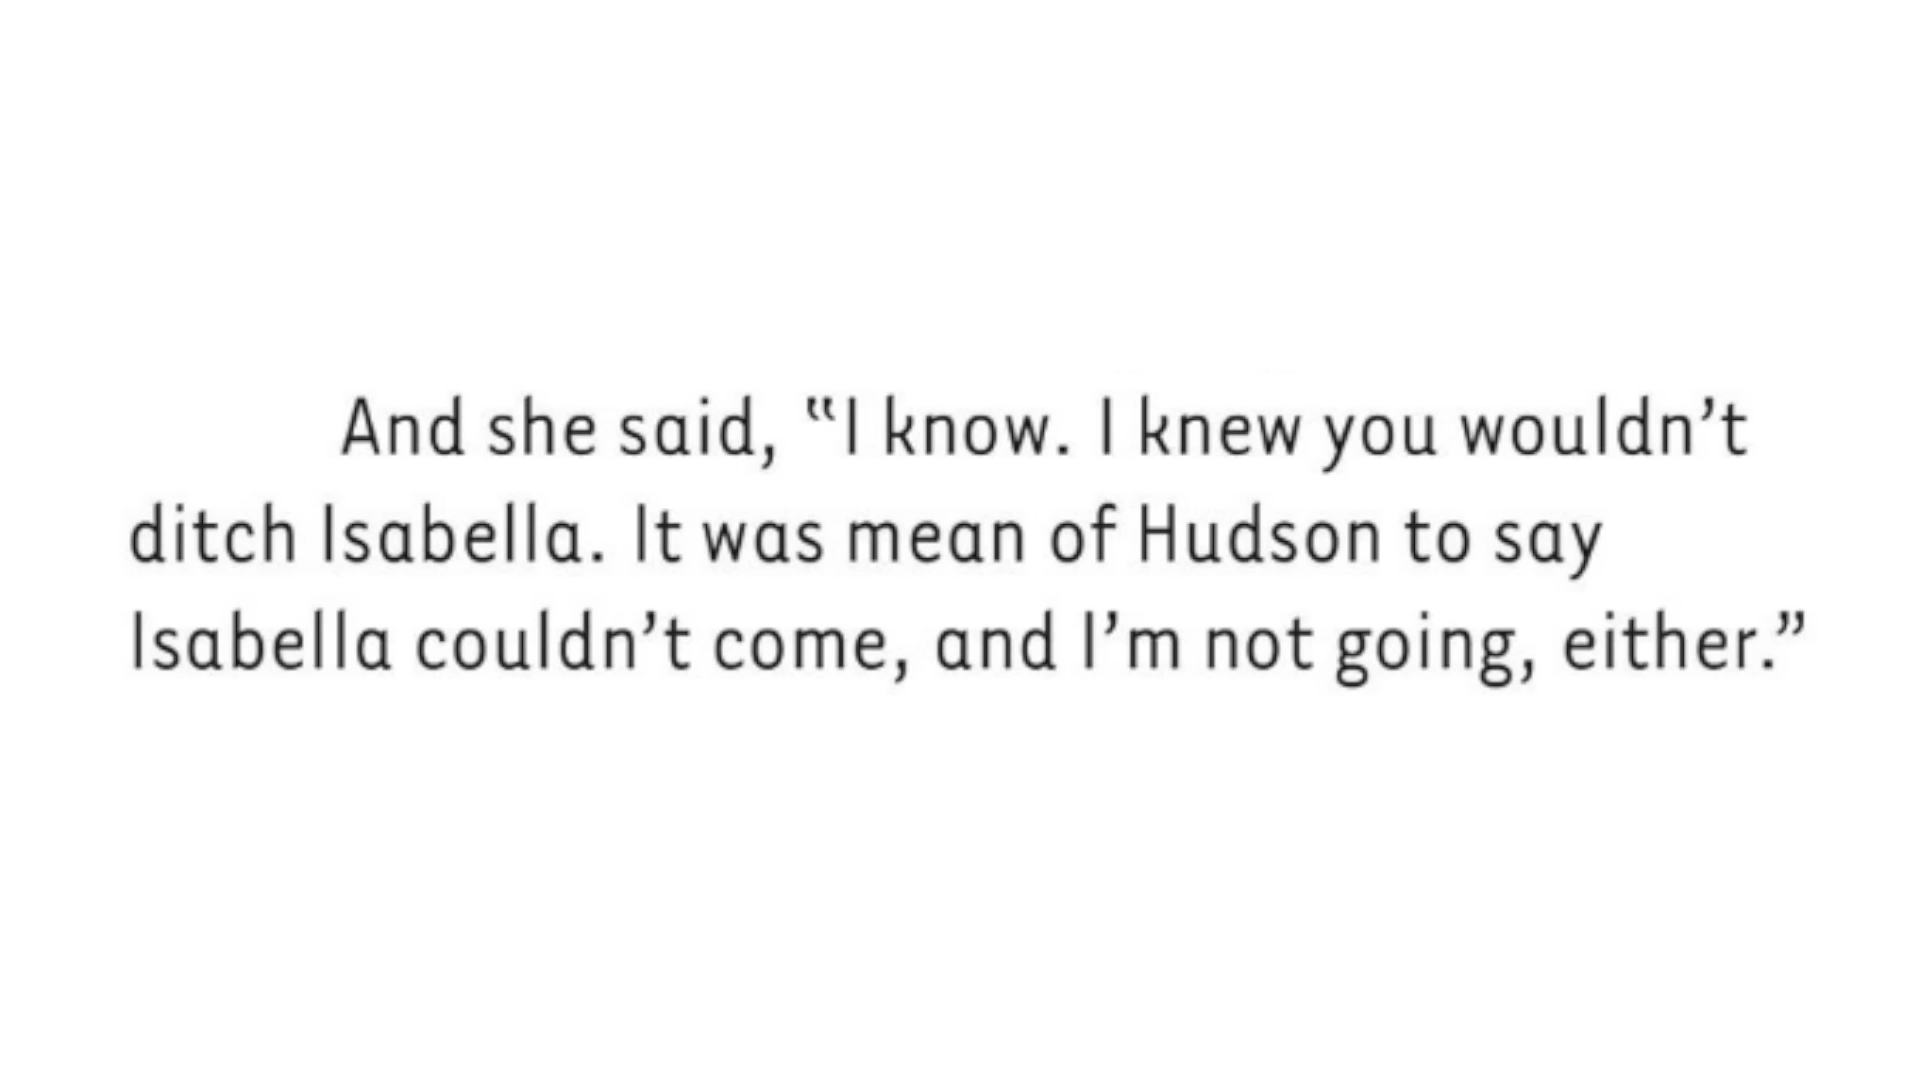 And she said, “I know. I knew you wouldn’t
ditch Isabella. It was mean of Hudson to say
Isabella couldn’t come, and I’m not going, either.”